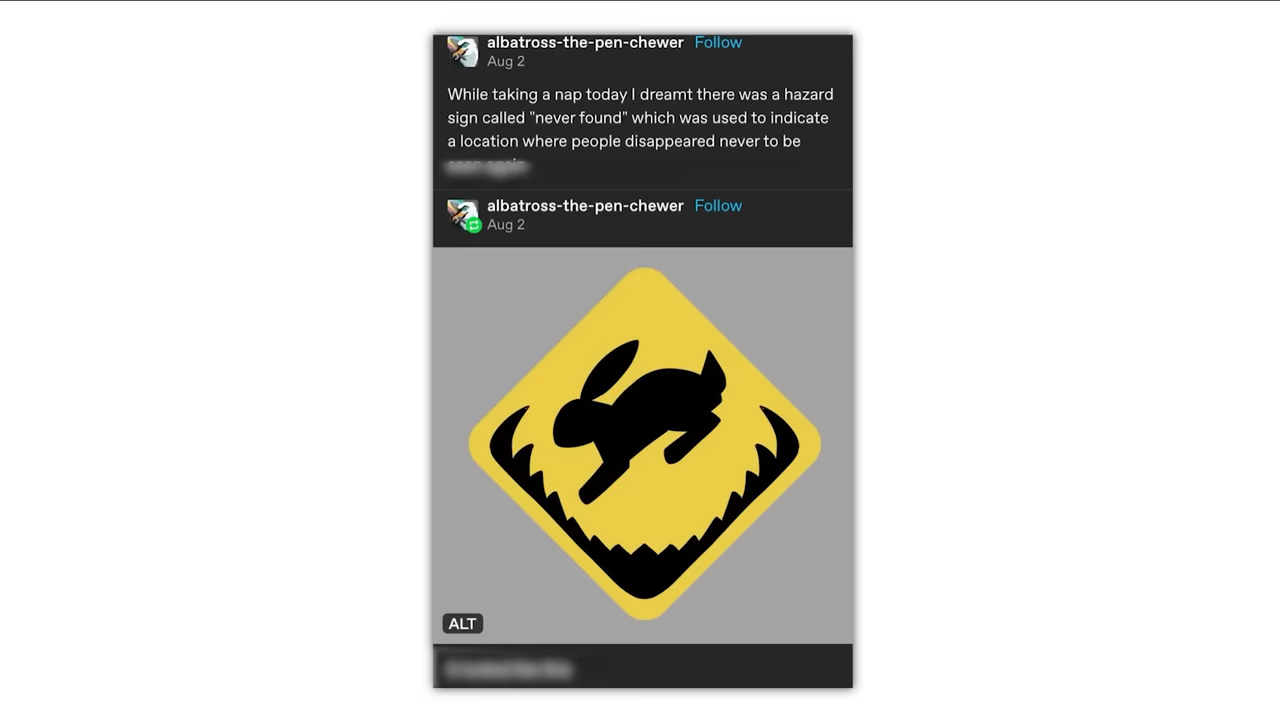 albatross-the-pen-chewer Follow
Aug 2
While taking a nap today I dreamt there was a hazard
sign called "never found" which was used to indicate
a location where people disappeared never to be
albatross-the-pen-chewer Follow
Aug 2
ALT